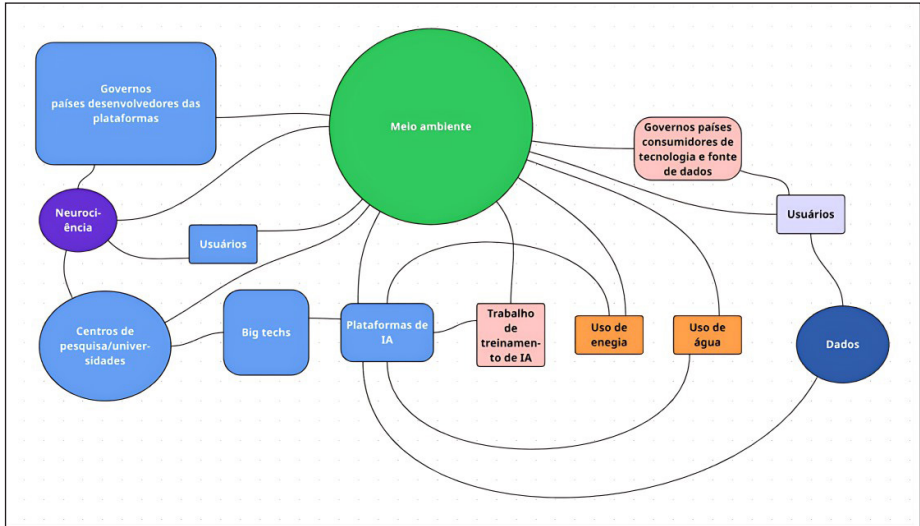 Governos
países desenvolvedores das
plataformas
Meio ambiente
Governos países
consumidores de
tecnologia e fonte
de dados
Neuroci-
ência
Usuários
Usuários
Centros de
pesquisa/univer-
sidades
Big techs
Plataformas de
IA
Trabalho
de
treinamen-
to de IA
Uso de
enegia
Uso de
água
Dados